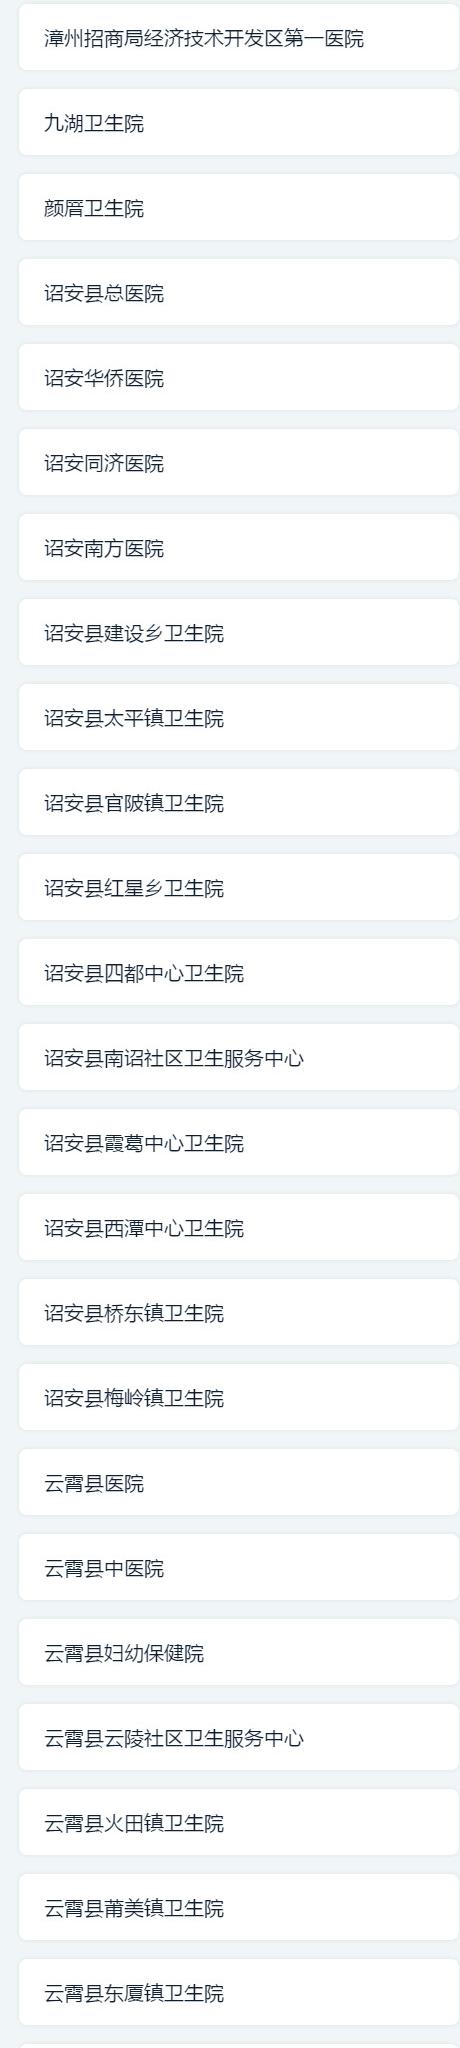 漳州招商局经济技术开发区第一医院
九湖卫生院
颜厝卫生院
诏安县总医院
诏安华侨医院
诏安同济医院
诏安南方医院
诏安县建设乡卫生院
诏安县太平镇卫生院
诏安县官陂镇卫生院
诏安县红星乡卫生院
诏安县四都中心卫生院
诏安县南诏社区卫生服务中心
诏安县霞葛中心卫生院
诏安县西潭中心卫生院
诏安县桥东镇卫生院
诏安县梅岭镇卫生院
云霄县医院
云霄县中医院
云霄县妇幼保健院
云霄县云陵社区卫生服务中心
云霄县火田镇卫生院
云霄县莆美镇卫生院
云霄县东厦镇卫生院